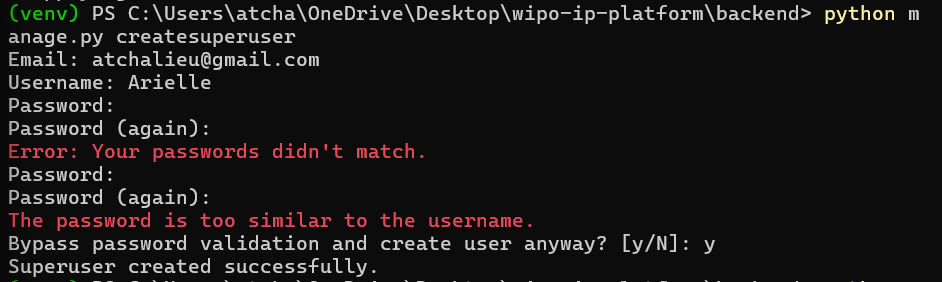 (venv) PS C:\Users\atcha\OneDrive\Desktop\wipo-ip-platform\backend> python m
anage.py createsuperuser
Email: atchalieu@gmail.com
Username: Arielle
Password:
Password (again):
Error: Your passwords didn't match.
Password:
Password (again):
The password is too similar to the username.
Bypass password validation and create user anyway? [y/N]: y
Superuser created successfully.